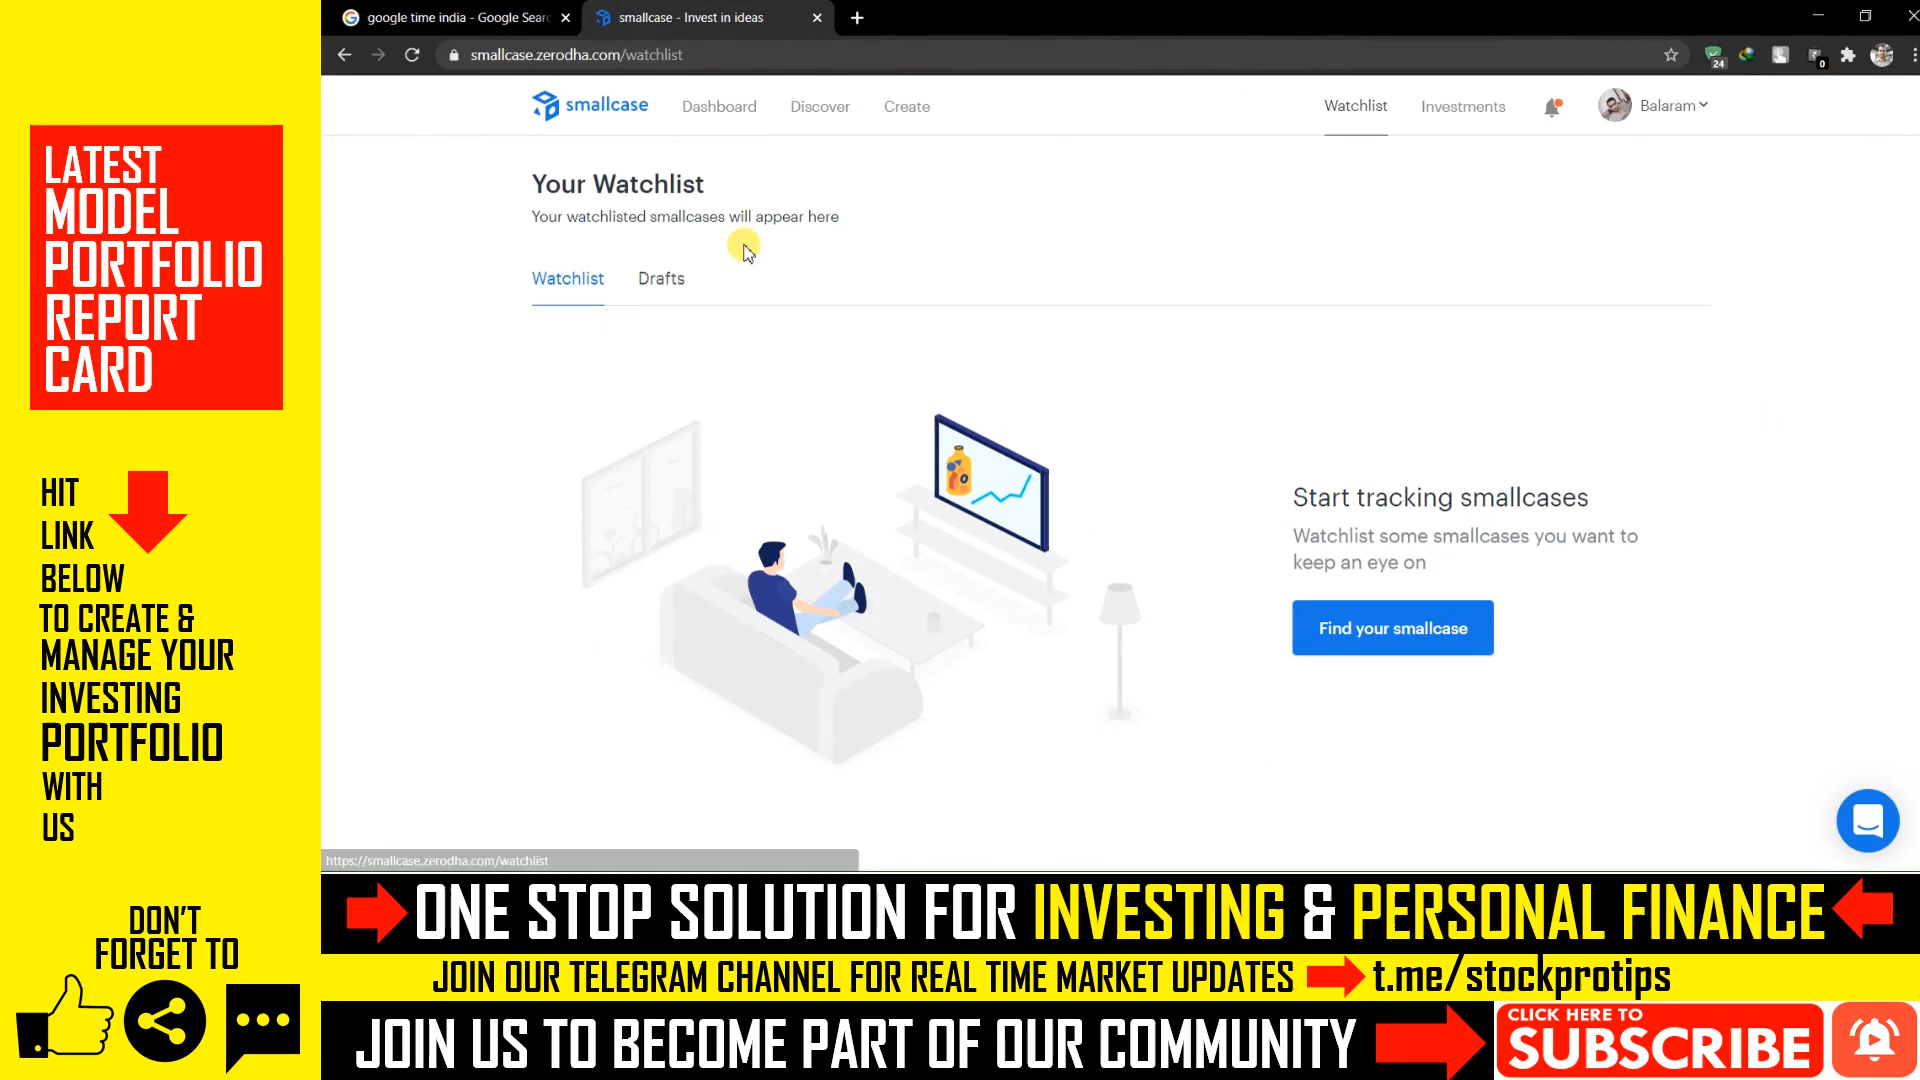 google time india - Google Sear
smallcase - Invest in ideas
smallcase.zerodha.com/watchlist
24
0
smallcase
Dashboard
Discover
Create
Watchlist
Investments
Balaram
Your Watchlist
Your watchlisted smallcases will appear here
Watchlist
Drafts
Start tracking smallcases
Watchlist some smallcases you want to
keep an eye on
Find your smallcase
https://smallcase.zerodha.com/watchlist
LATEST
MODEL
PORTFOLIO
REPORT
CARD
HIT
LINK
BELOW
TO CREATE &
MANAGE YOUR
INVESTING
PORTFOLIO
WITH
US
DON'T
FORGET TO
ONE STOP SOLUTION FOR INVESTING & PERSONAL FINANCE
JOIN OUR TELEGRAM CHANNEL FOR REAL TIME MARKET UPDATES t.me/stockprotips
JOIN US TO BECOME PART OF OUR COMMUNITY
CLICK HERE TO
SUBSCRIBE